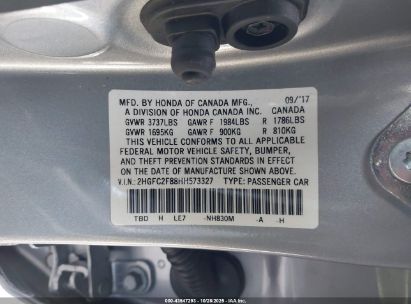 MFD. BY HONDA OF CANADA MFG., 09/'17
A DIVISION OF HONDA CANADA INC. CANADA
GVWR 3737LBS GAWR F 1984LBS R 1786LBS
GVWR 1695KG GAWR F 900KG R 810KG
THIS VEHICLE CONFORMS TO ALL APPLICABLE
FEDERAL MOTOR VEHICLE SAFETY, BUMPER,
AND THEFT PREVENTION STANDARDS IN EFFECT
ON THE DATE OF MANUFACTURE SHOWN ABOVE.
V.I.N.: 2HGFC2F88HH573327 TYPE: PASSENGER CAR
TBD H LE7 -NH830M -A -H